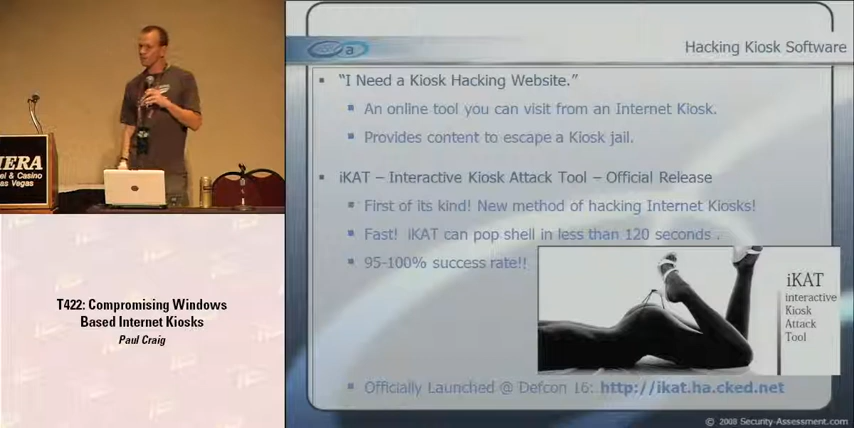 IERA
el & Casino
as Vegas
T422: Compromising Windows
Based Internet Kiosks
Paul Craig
a
Hacking Kiosk Software
“I Need a Kiosk Hacking Website.”
An online tool you can visit from an Internet Kiosk.
Provides content to escape a Kiosk jail.
iKAT – Interactive Kiosk Attack Tool – Official Release
First of its kind! New method of hacking Internet Kiosks!
Fast! iKAT can pop shell in less than 120 seconds .
95-100% success rate!!
iKAT
interactive
Kiosk
Attack
Tool
Officially Launched @ Defcon 16: http://ikat.ha.cked.net
© 2008 Security-Assessment.com